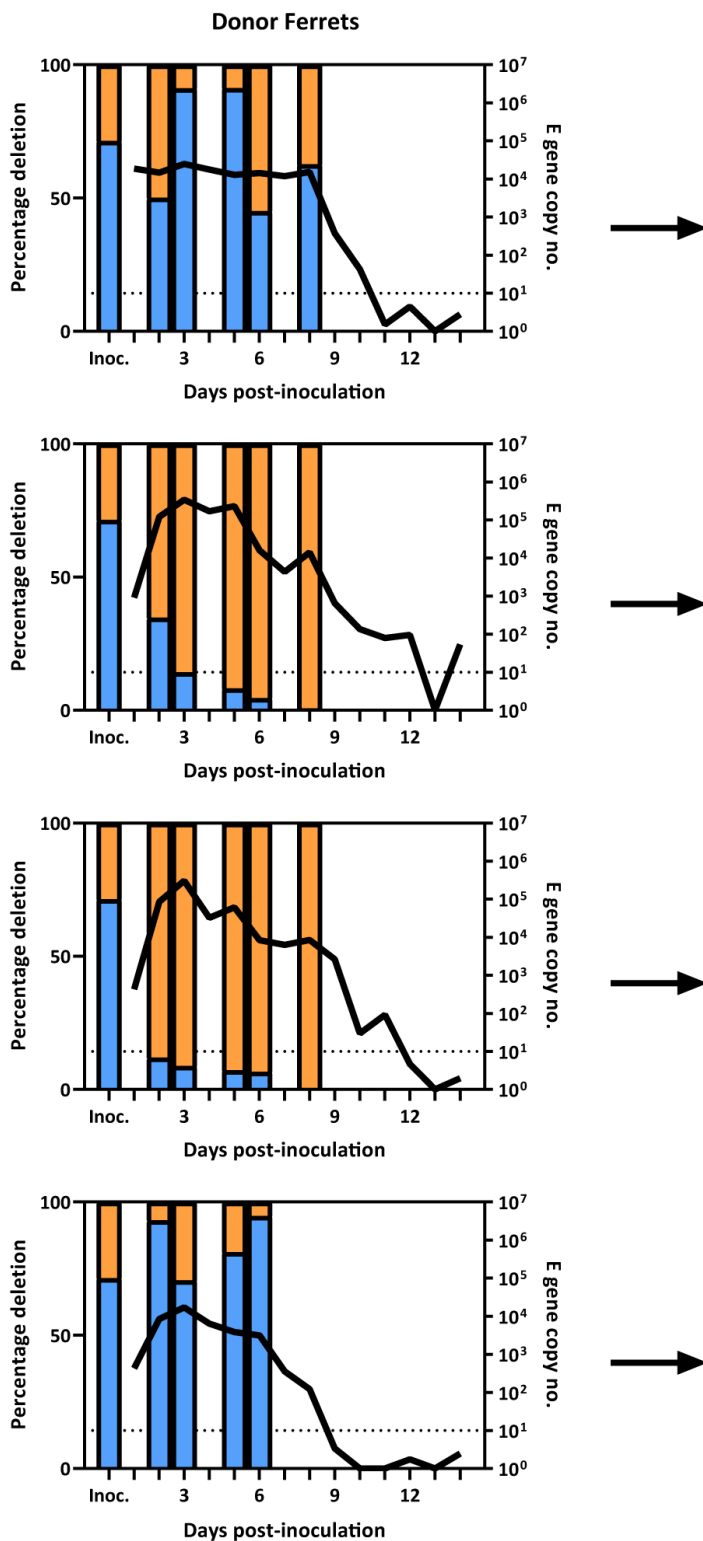 Donor Ferrets
Percentage deletion
100
50
0
Inoc. 3 6 9 12
Days post-inoculation
10⁷
10⁶
10⁵
10⁴
10³
10²
10¹
10⁰
E gene copy no.
Percentage deletion
100
50
0
Inoc. 3 6 9 12
Days post-inoculation
10⁷
10⁶
10⁵
10⁴
10³
10²
10¹
10⁰
E gene copy no.
Percentage deletion
100
50
0
Inoc. 3 6 9 12
Days post-inoculation
10⁷
10⁶
10⁵
10⁴
10³
10²
10¹
10⁰
E gene copy no.
Percentage deletion
100
50
0
Inoc. 3 6 9 12
Days post-inoculation
10⁷
10⁶
10⁵
10⁴
10³
10²
10¹
10⁰
E gene copy no.